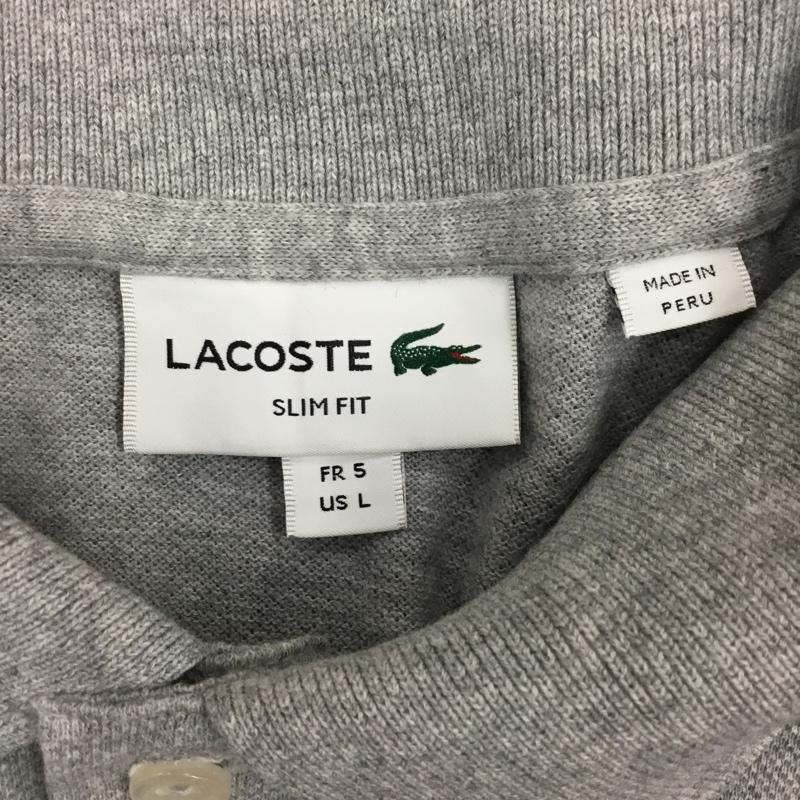 LACOSTE
SLIM FIT
FR 5
US L
MADE IN
PERU